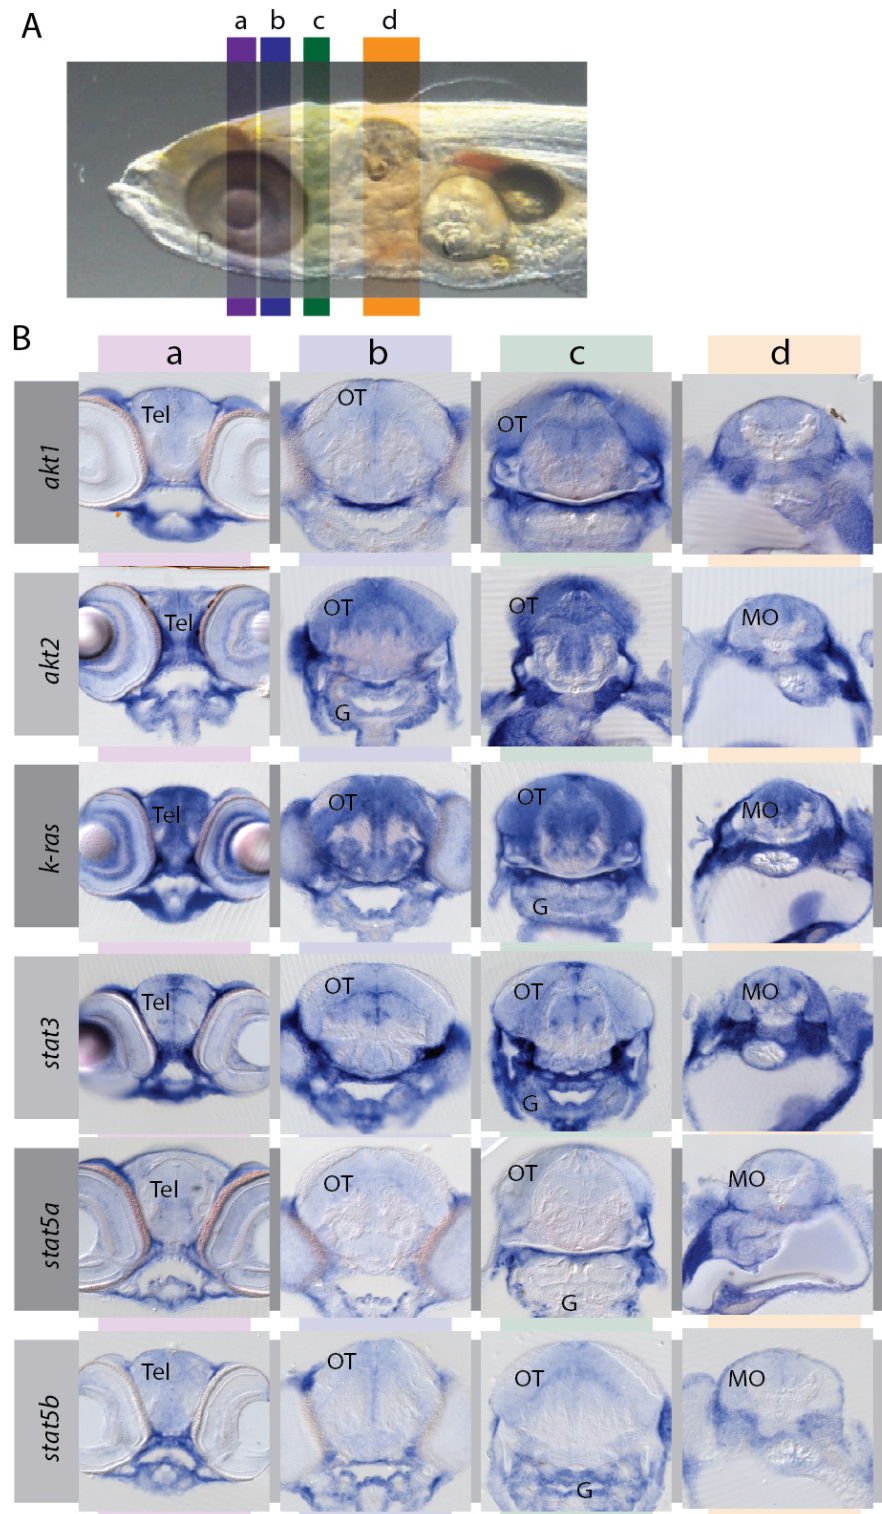 A
a b c d
B
a b c d
akt1
Tel
OT
OT
akt2
Tel
OT
G
OT
MO
k-ras
Tel
OT
OT
G
MO
stat3
Tel
OT
OT
G
MO
stat5a
Tel
OT
OT
G
MO
stat5b
Tel
OT
OT
G
MO